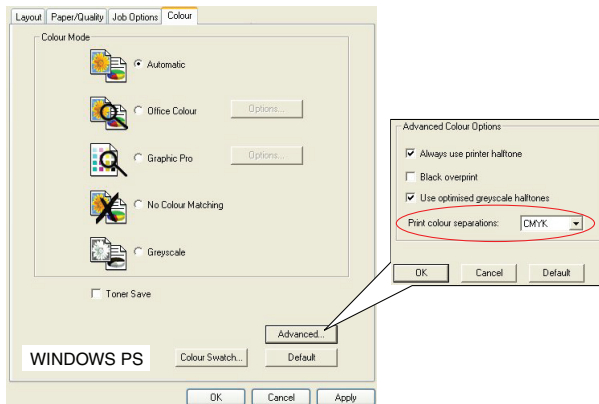 Layout Paper/Quality Job Options Colour
Colour Mode
Automatic
Office Colour Options...
Graphic Pro Options...
No Colour Matching
Greyscale
Toner Save
Advanced...
WINDOWS PS Colour Swatch... Default
OK Cancel Apply
Advanced Colour Options
Always use printer halftone
Black overprint
Use optimised greyscale halftones
Print colour separations: CMYK
OK Cancel Default